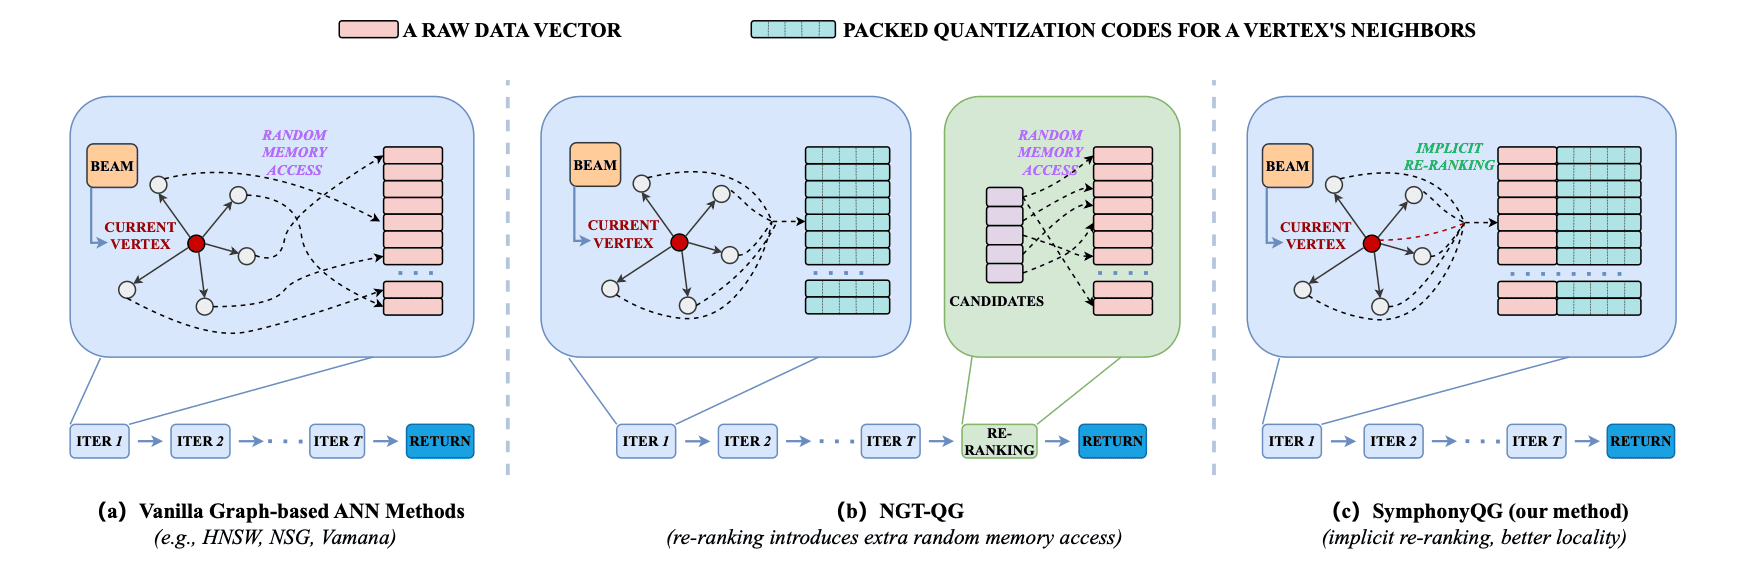 A RAW DATA VECTOR
PACKED QUANTIZATION CODES FOR A VERTEX'S NEIGHBORS
BEAM
RANDOM
MEMORY
ACCESS
CURRENT
VERTEX
ITER 1
ITER 2
ITER T
RETURN
(a) Vanilla Graph-based ANN Methods
(e.g., HNSW, NSG, Vamana)
BEAM
CURRENT
VERTEX
RANDOM
MEMORY
ACCESS
CANDIDATES
ITER 1
ITER 2
ITER T
RE-
RANKING
RETURN
(b) NGT-QG
(re-ranking introduces extra random memory access)
BEAM
IMPLICIT
RE-RANKING
CURRENT
VERTEX
ITER 1
ITER 2
ITER T
RETURN
(c) SymphonyQG (our method)
(implicit re-ranking, better locality)